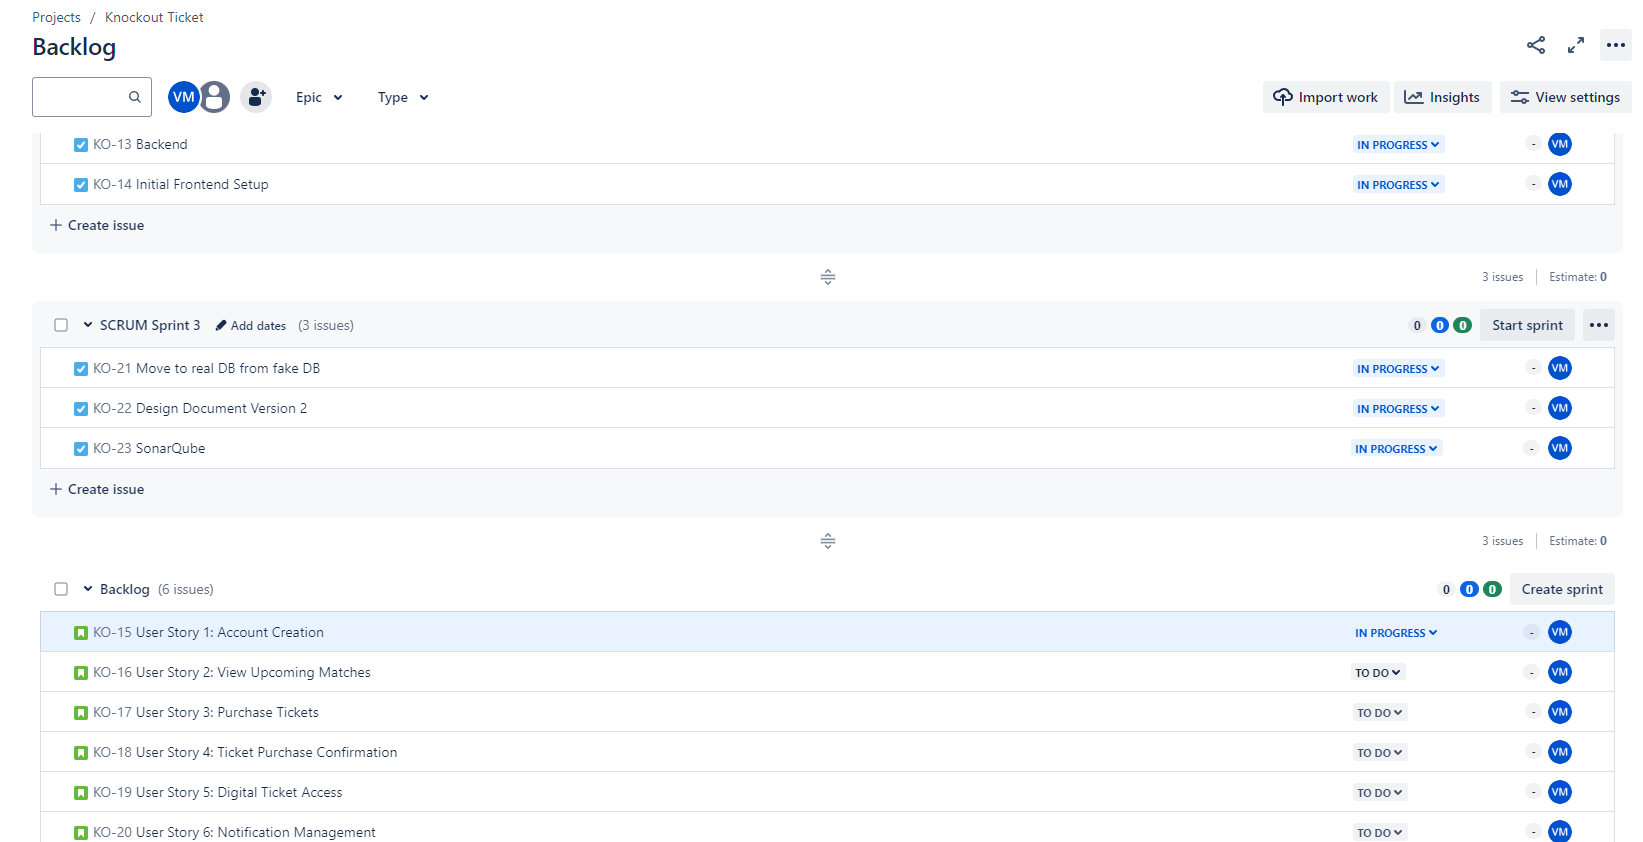 Projects / Knockout Ticket
Backlog
VM Epic Type Import work Insights View settings
KO-13 Backend IN PROGRESS - VM
KO-14 Initial Frontend Setup IN PROGRESS - VM
+ Create issue
3 issues Estimate: 0
SCRUM Sprint 3 Add dates (3 issues) 0 0 0 Start sprint
KO-21 Move to real DB from fake DB IN PROGRESS - VM
KO-22 Design Document Version 2 IN PROGRESS - VM
KO-23 SonarQube IN PROGRESS - VM
+ Create issue
3 issues Estimate: 0
Backlog (6 issues) 0 0 0 Create sprint
KO-15 User Story 1: Account Creation IN PROGRESS - VM
KO-16 User Story 2: View Upcoming Matches TO DO - VM
KO-17 User Story 3: Purchase Tickets TO DO - VM
KO-18 User Story 4: Ticket Purchase Confirmation TO DO - VM
KO-19 User Story 5: Digital Ticket Access TO DO - VM
KO-20 User Story 6: Notification Management TO DO - VM